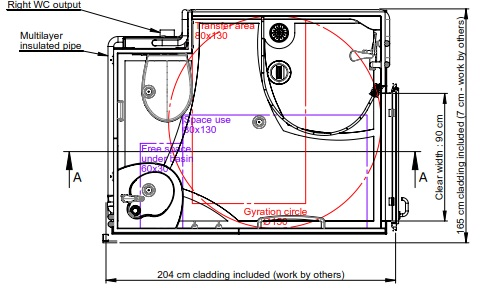 Right WC output
Multilayer
insulated pipe
Transfer area
80x130
Space use
80x130
Free space
under basin
60x30
A
A
Gyration circle
Ø150
Clear width : 90 cm
165 cm cladding included (7 cm - work by others)
204 cm cladding included (work by others)